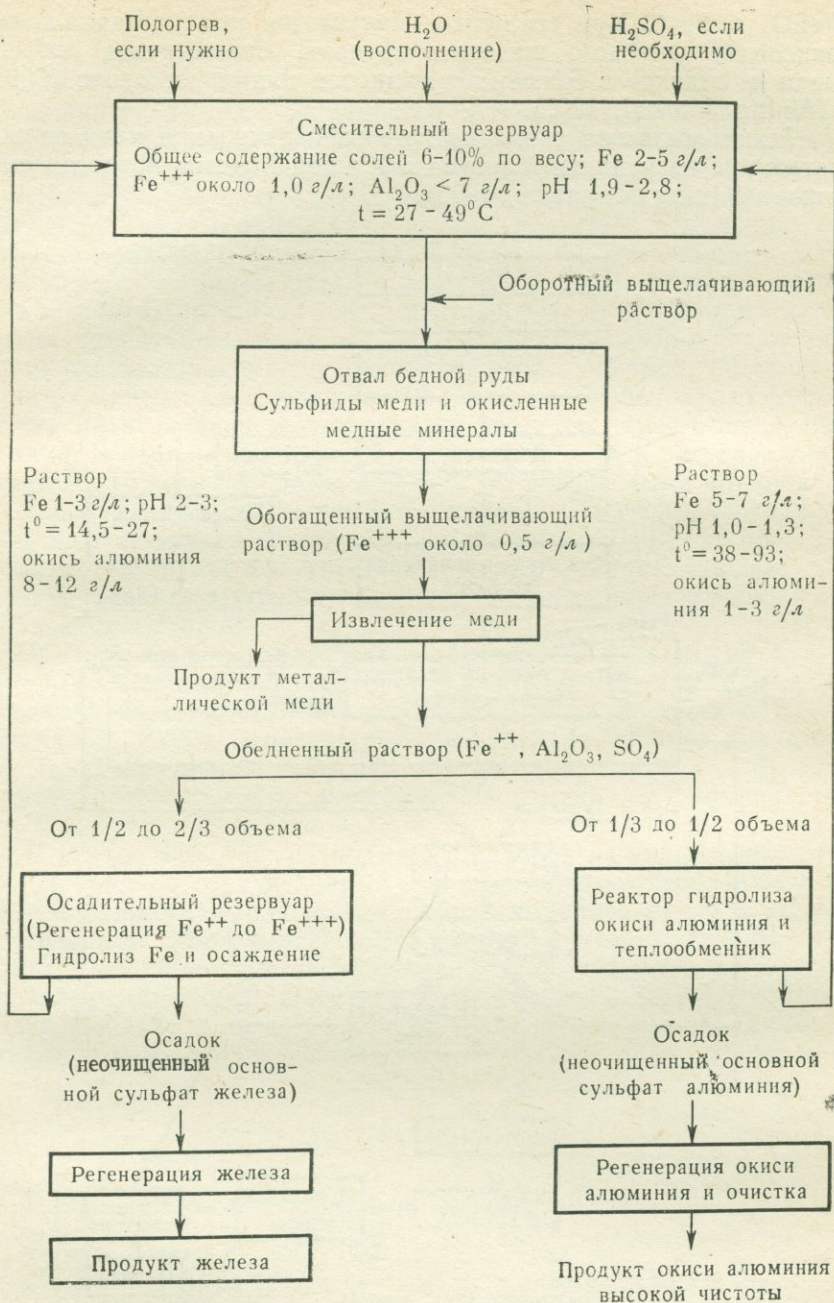 Подогрев,
если нужно
H₂O
(восполнение)
H₂SO₄, если
необходимо
Смесительный резервуар
Общее содержание солей 6-10% по весу; Fe 2-5 г/л;
Fe⁺⁺⁺ около 1,0 г/л; Al₂O₃ < 7 г/л; pH 1,9-2,8;
t = 27 - 49⁰C
Оборотный выщелачивающий
раствор
Отвал бедной руды
Сульфиды меди и окисленные
медные минералы
Раствор
Fe 1-3 г/л; pH 2-3;
t⁰ = 14,5-27;
окись алюминия
8-12 г/л
Обогащенный выщелачивающий
раствор (Fe⁺⁺⁺ около 0,5 г/л)
Раствор
Fe 5-7 г/л;
pH 1,0-1,3;
t⁰= 38-93;
окись алюми-
ния 1-3 г/л
Извлечение меди
Продукт метал-
лической меди
Обедненный раствор (Fe⁺⁺, Al₂O₃, SO₄)
От 1/2 до 2/3 объема
От 1/3 до 1/2 объема
Осадительный резервуар
(Регенерация Fe⁺⁺ до Fe⁺⁺⁺)
Гидролиз Fe и осаждение
Реактор гидролиза
окиси алюминия и
теплообменник
Осадок
(неочищенный основ-
ной сульфат железа)
Осадок
(неочищенный основной
сульфат алюминия)
Регенерация железа
Регенерация окиси
алюминия и очистка
Продукт железа
Продукт окиси алюминия
высокой чистоты